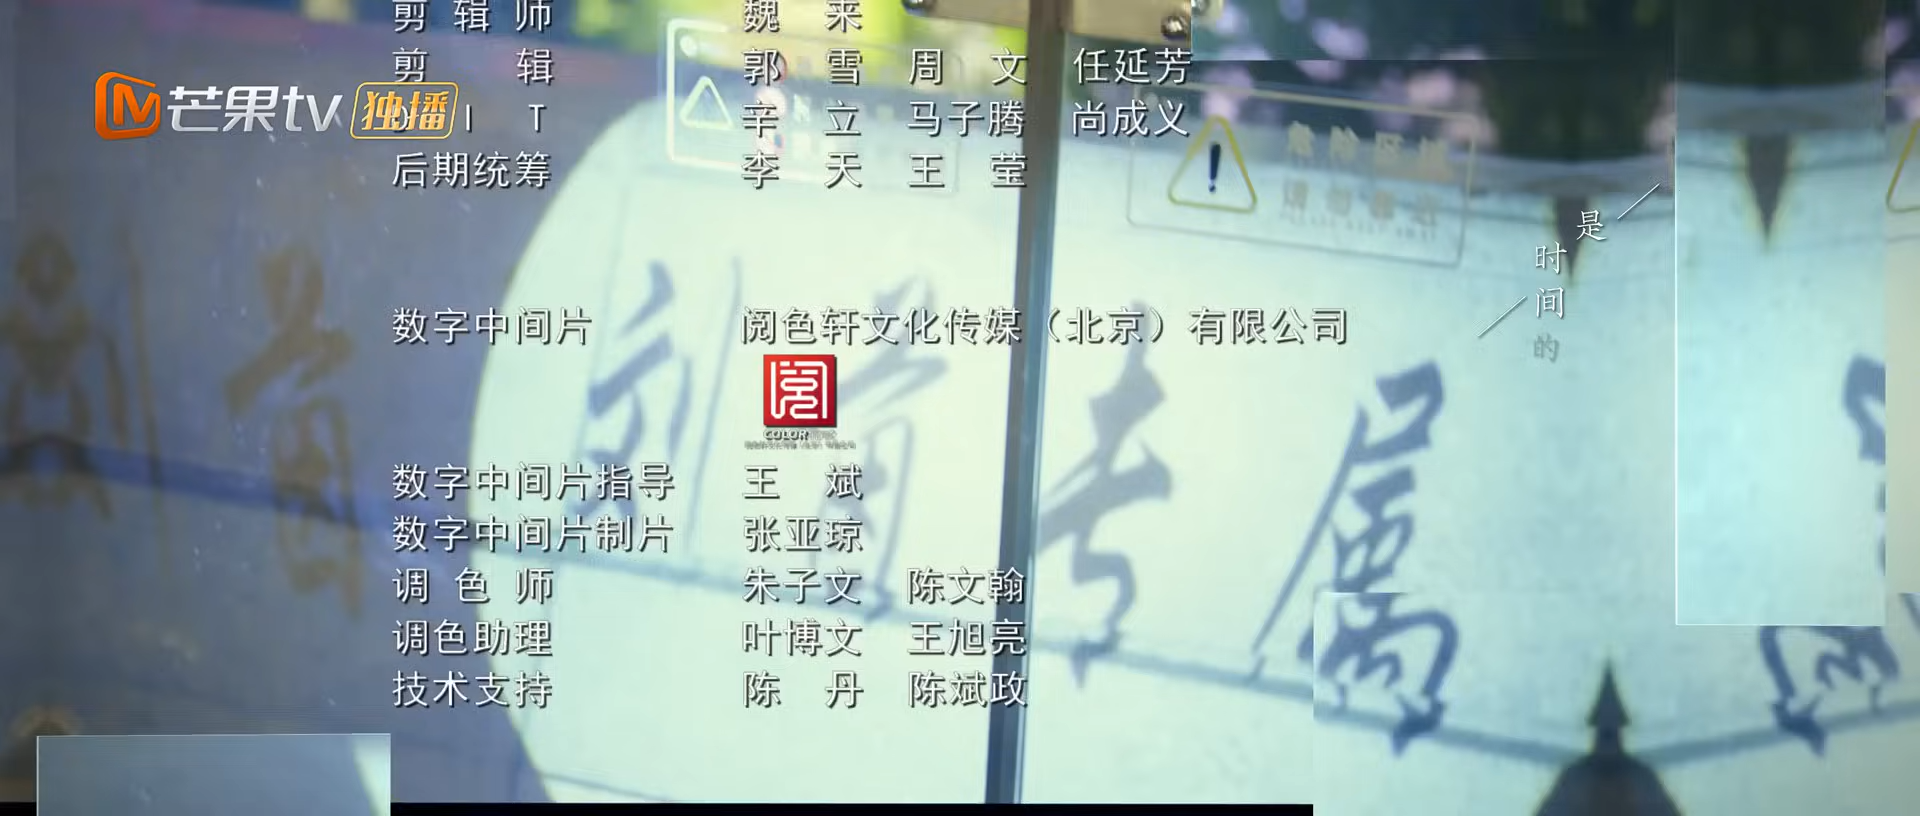 剪辑师 魏来
剪辑 郭雪 周文 任延芳
芒果tv 独播
DIT 辛立 马子腾 尚成义
后期统筹 李天 王莹
是
时间的
数字中间片 阅色轩文化传媒（北京）有限公司
阅
COLOR
数字中间片指导 王斌
数字中间片制片 张亚琼
调色师 朱子文 陈文翰
调色助理 叶博文 王旭亮
技术支持 陈丹 陈斌政
专属